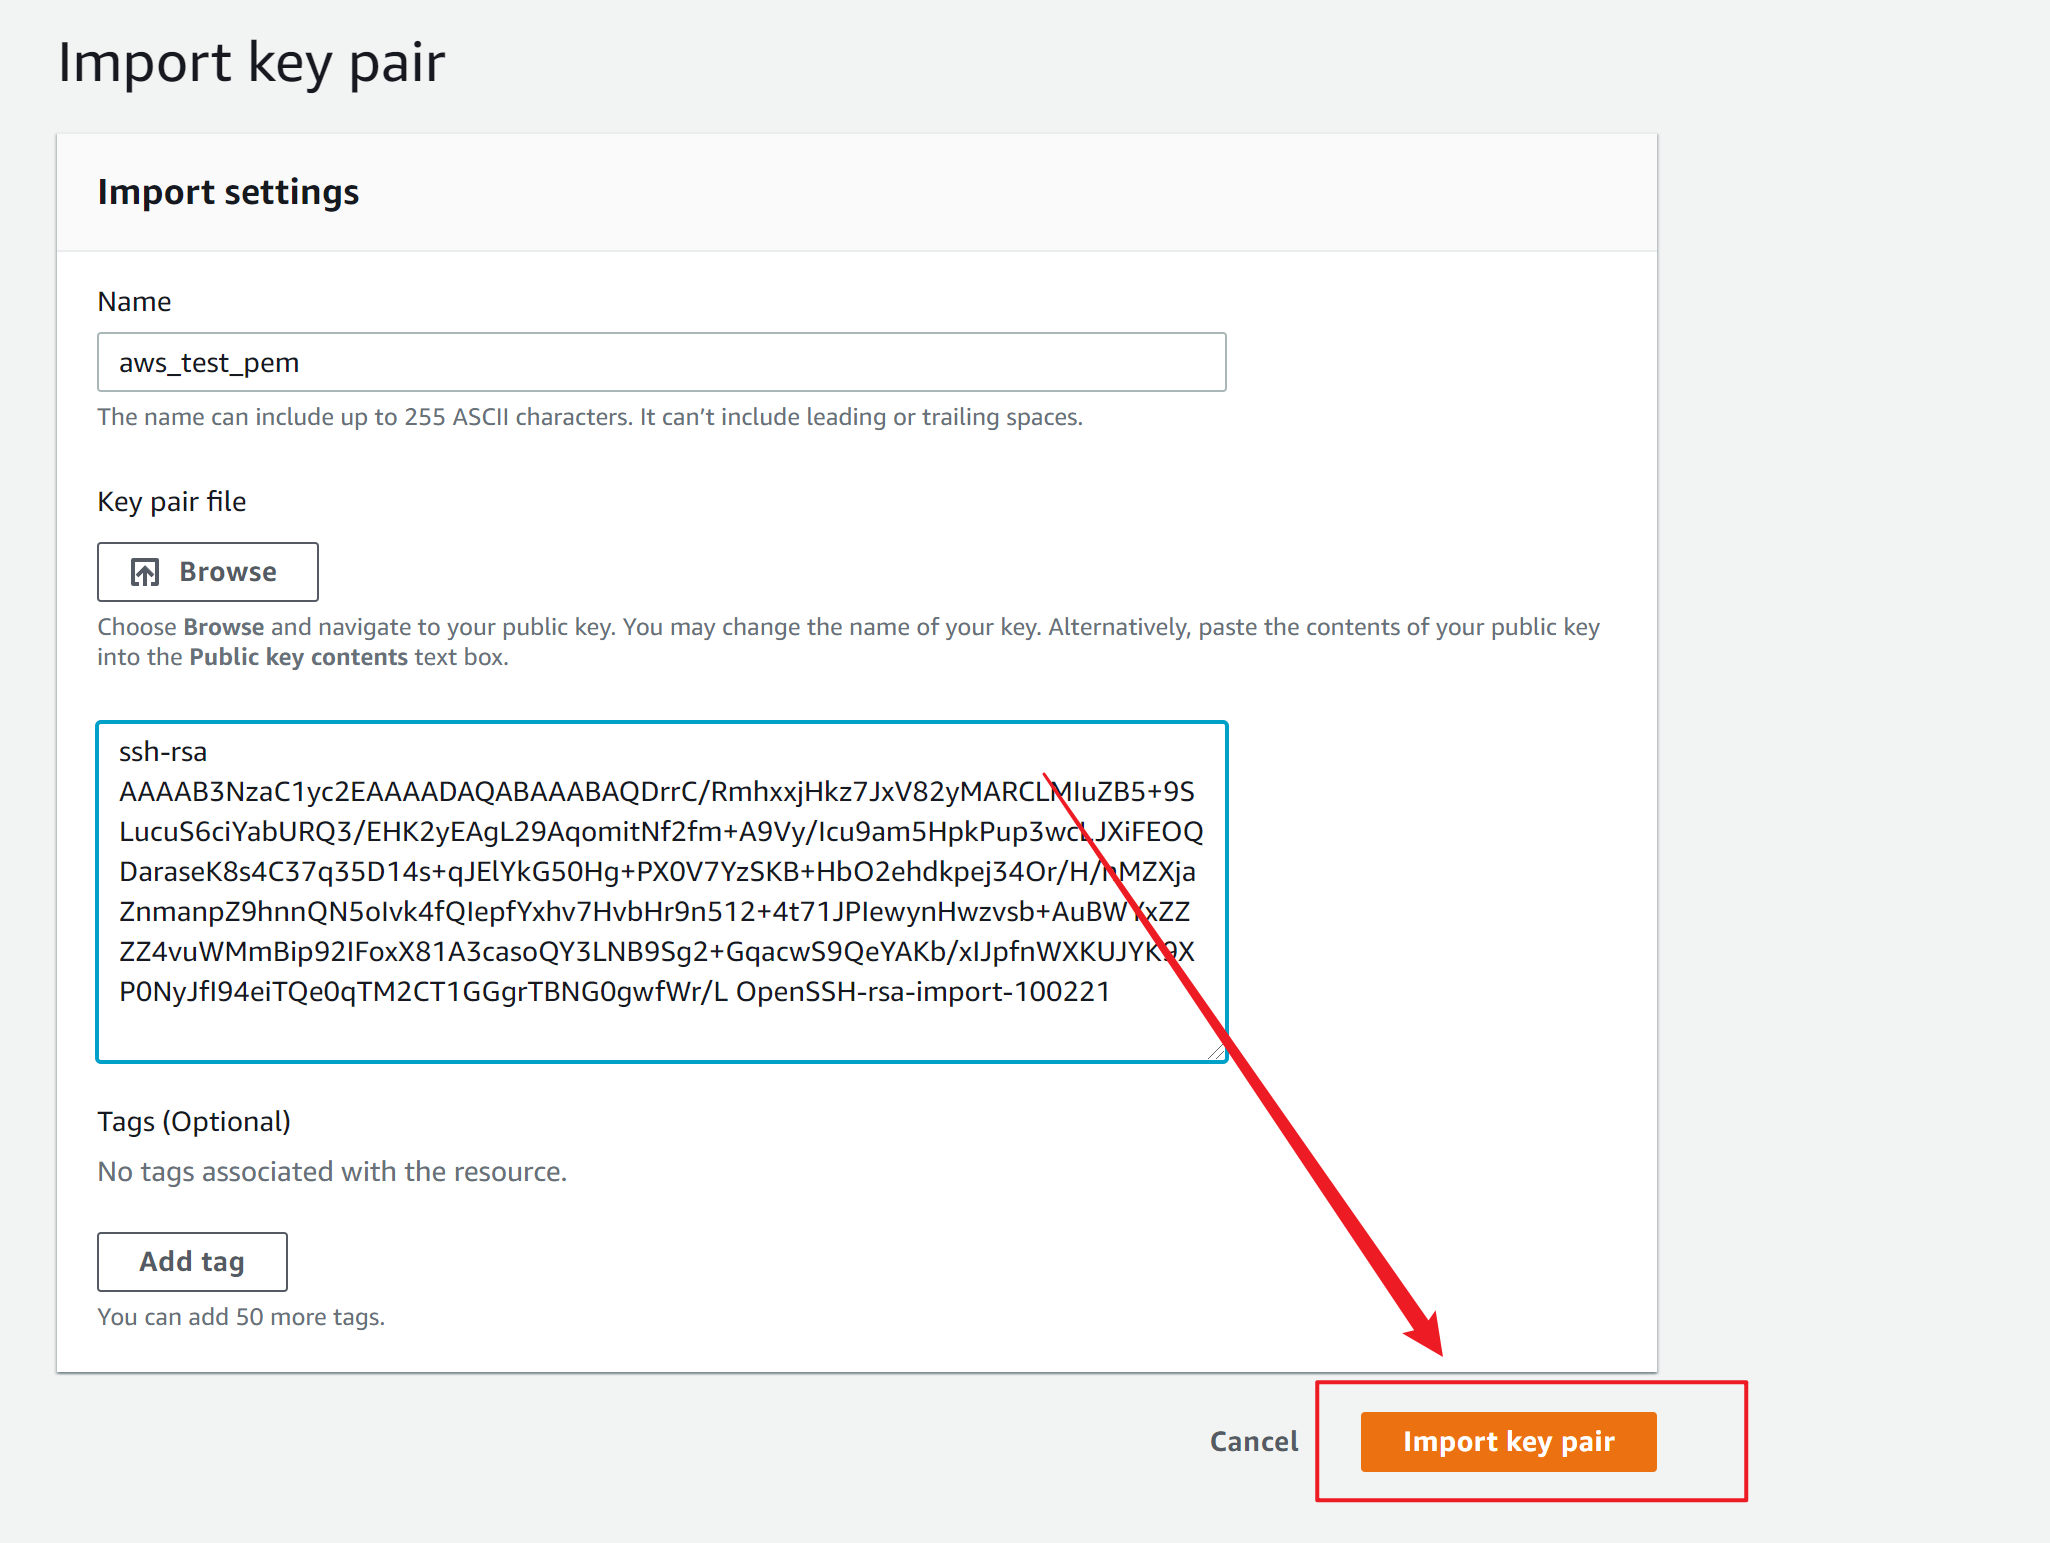 Import key pair
Import settings
Name
aws_test_pem
The name can include up to 255 ASCII characters. It can’t include leading or trailing spaces.
Key pair file
Browse
Choose Browse and navigate to your public key. You may change the name of your key. Alternatively, paste the contents of your public key
into the Public key contents text box.
ssh-rsa
AAAAB3NzaC1yc2EAAAADAQABAAABAQDrrC/RmhxxjHkz7JxV82yMARCLMIuZB5+9S
LucuS6ciYabURQ3/EHK2yEAgL29AqomitNf2fm+A9Vy/Icu9am5HpkPup3wcLJXiFEOQ
DaraseK8s4C37q35D14s+qJElYkG50Hg+PX0V7YzSKB+HbO2ehdkpej34Or/H/nMZXja
ZnmanpZ9hnnQN5oIvk4fQIepfYxhv7HvbHr9n512+4t71JPIewynHwzvsb+AuBWYxZZ
ZZ4vuWMmBip92IFoxX81A3casoQY3LNB9Sg2+GqacwS9QeYAKb/xIJpfnWXKUJYK9X
P0NyJfI94eiTQe0qTM2CT1GGgrTBNG0gwfWr/L OpenSSH-rsa-import-100221
Tags (Optional)
No tags associated with the resource.
Add tag
You can add 50 more tags.
Cancel
Import key pair